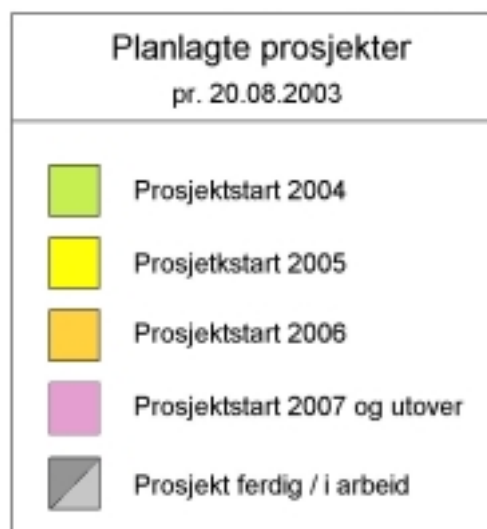 Planlagte prosjekter
pr. 20.08.2003
Prosjektstart 2004
Prosjetkstart 2005
Prosjektstart 2006
Prosjektstart 2007 og utover
Prosjekt ferdig / i arbeid